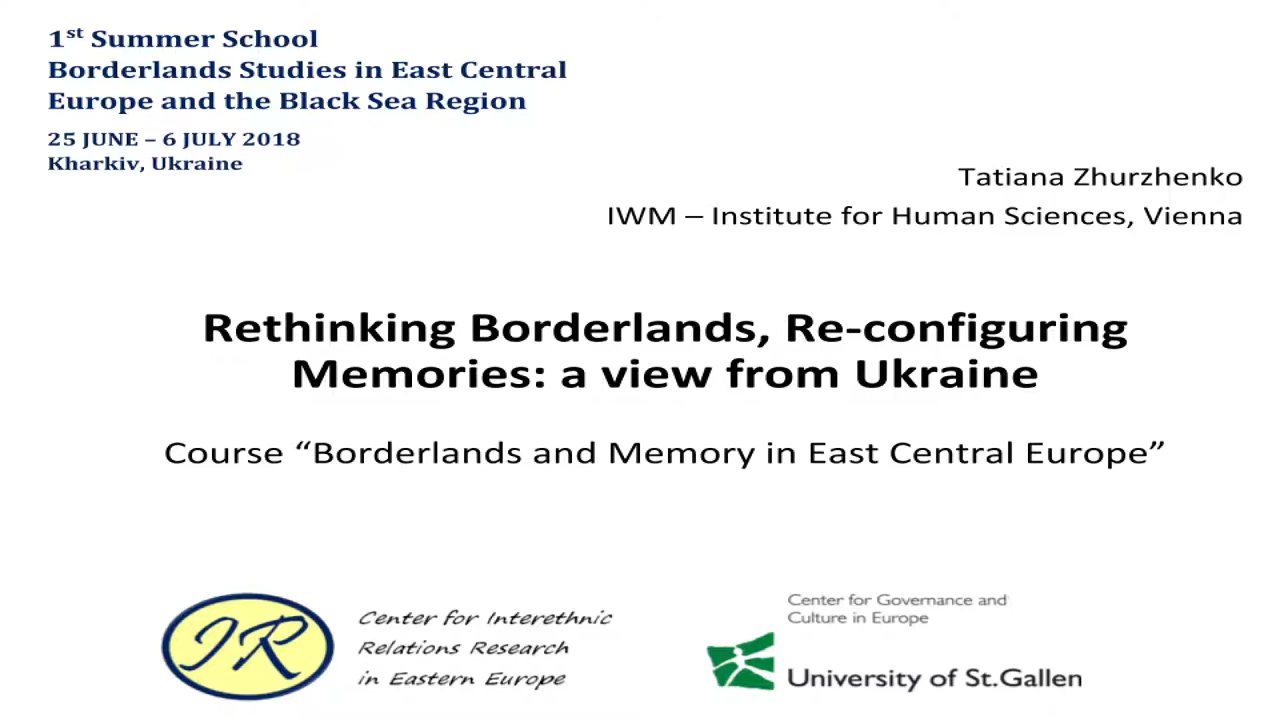 1st Summer School
Borderlands Studies in East Central
Europe and the Black Sea Region
25 JUNE – 6 JULY 2018
Kharkiv, Ukraine
Tatiana Zhurzhenko
IWM – Institute for Human Sciences, Vienna
Rethinking Borderlands, Re-configuring
Memories: a view from Ukraine
Course “Borderlands and Memory in East Central Europe”
IR
Center for Interethnic
Relations Research
in Eastern Europe
Center for Governance and
Culture in Europe
University of St.Gallen